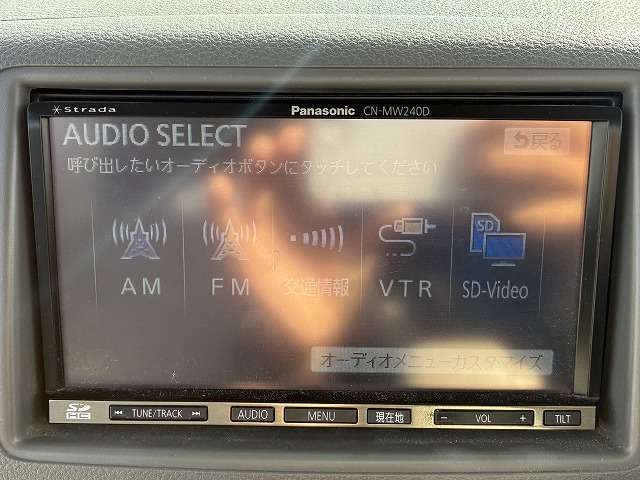 Strada
Panasonic CN-MW240D
AUDIO SELECT
戻る
呼び出したいオーディオボタンにタッチしてください
AM FM 交通情報 VTR SD-Video
SD
オーディオメニューカスタマイズ
SD HC TUNE/TRACK AUDIO MENU 現在地 − VOL + TILT